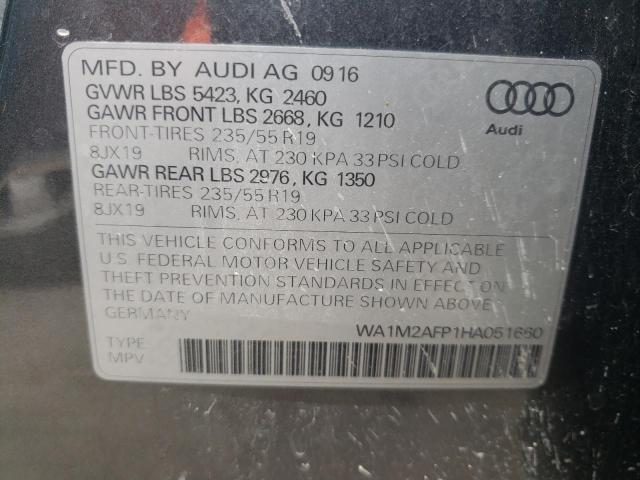 MFD. BY AUDI AG 09 16
GVWR LBS 5423, KG 2460
GAWR FRONT LBS 2668, KG 1210
FRONT-TIRES 235/55 R19
8JX19 RIMS, AT 230 KPA 33 PSI COLD
GAWR REAR LBS 2976, KG 1350
REAR-TIRES 235/55 R19
8JX19 RIMS, AT 230 KPA 33 PSI COLD
Audi
THIS VEHICLE CONFORMS TO ALL APPLICABLE
U.S. FEDERAL MOTOR VEHICLE SAFETY AND
THEFT PREVENTION STANDARDS IN EFFECT ON
THE DATE OF MANUFACTURE SHOWN ABOVE
GERMANY
WA1M2AFP1HA051660
TYPE
MPV